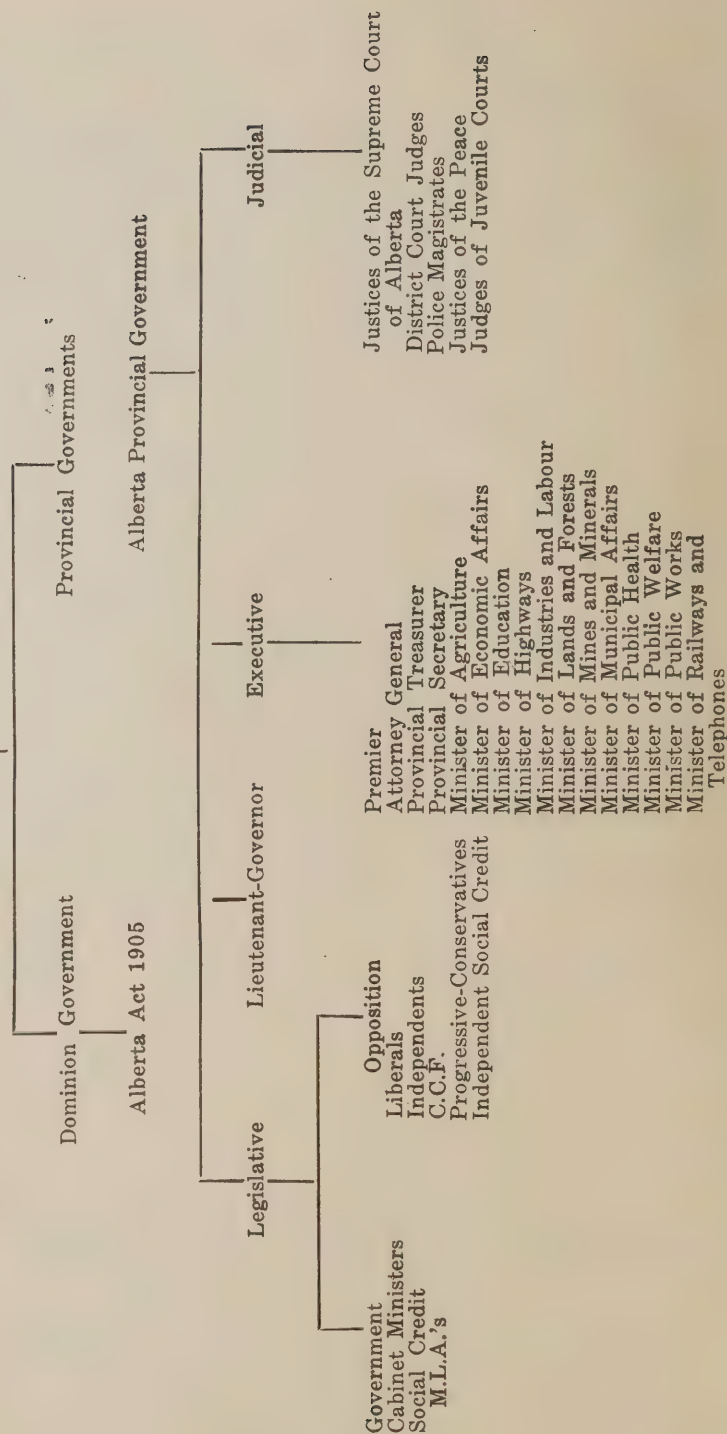 Dominion Government
Provincial Governments
Alberta Act 1905
Alberta Provincial Government
Legislative
Lieutenant-Governor
Executive
Judicial
Government
Cabinet Ministers
Social Credit
M.L.A.'s
Opposition
Liberals
Independents
C.C.F.
Progressive-Conservatives
Independent Social Credit
Premier
Attorney General
Provincial Treasurer
Provincial Secretary
Minister of Agriculture
Minister of Economic Affairs
Minister of Education
Minister of Highways
Minister of Industries and Labour
Minister of Lands and Forests
Minister of Mines and Minerals
Minister of Municipal Affairs
Minister of Public Health
Minister of Public Welfare
Minister of Public Works
Minister of Railways and
Telephones
Justices of the Supreme Court
of Alberta
District Court Judges
Police Magistrates
Justices of the Peace
Judges of Juvenile Courts